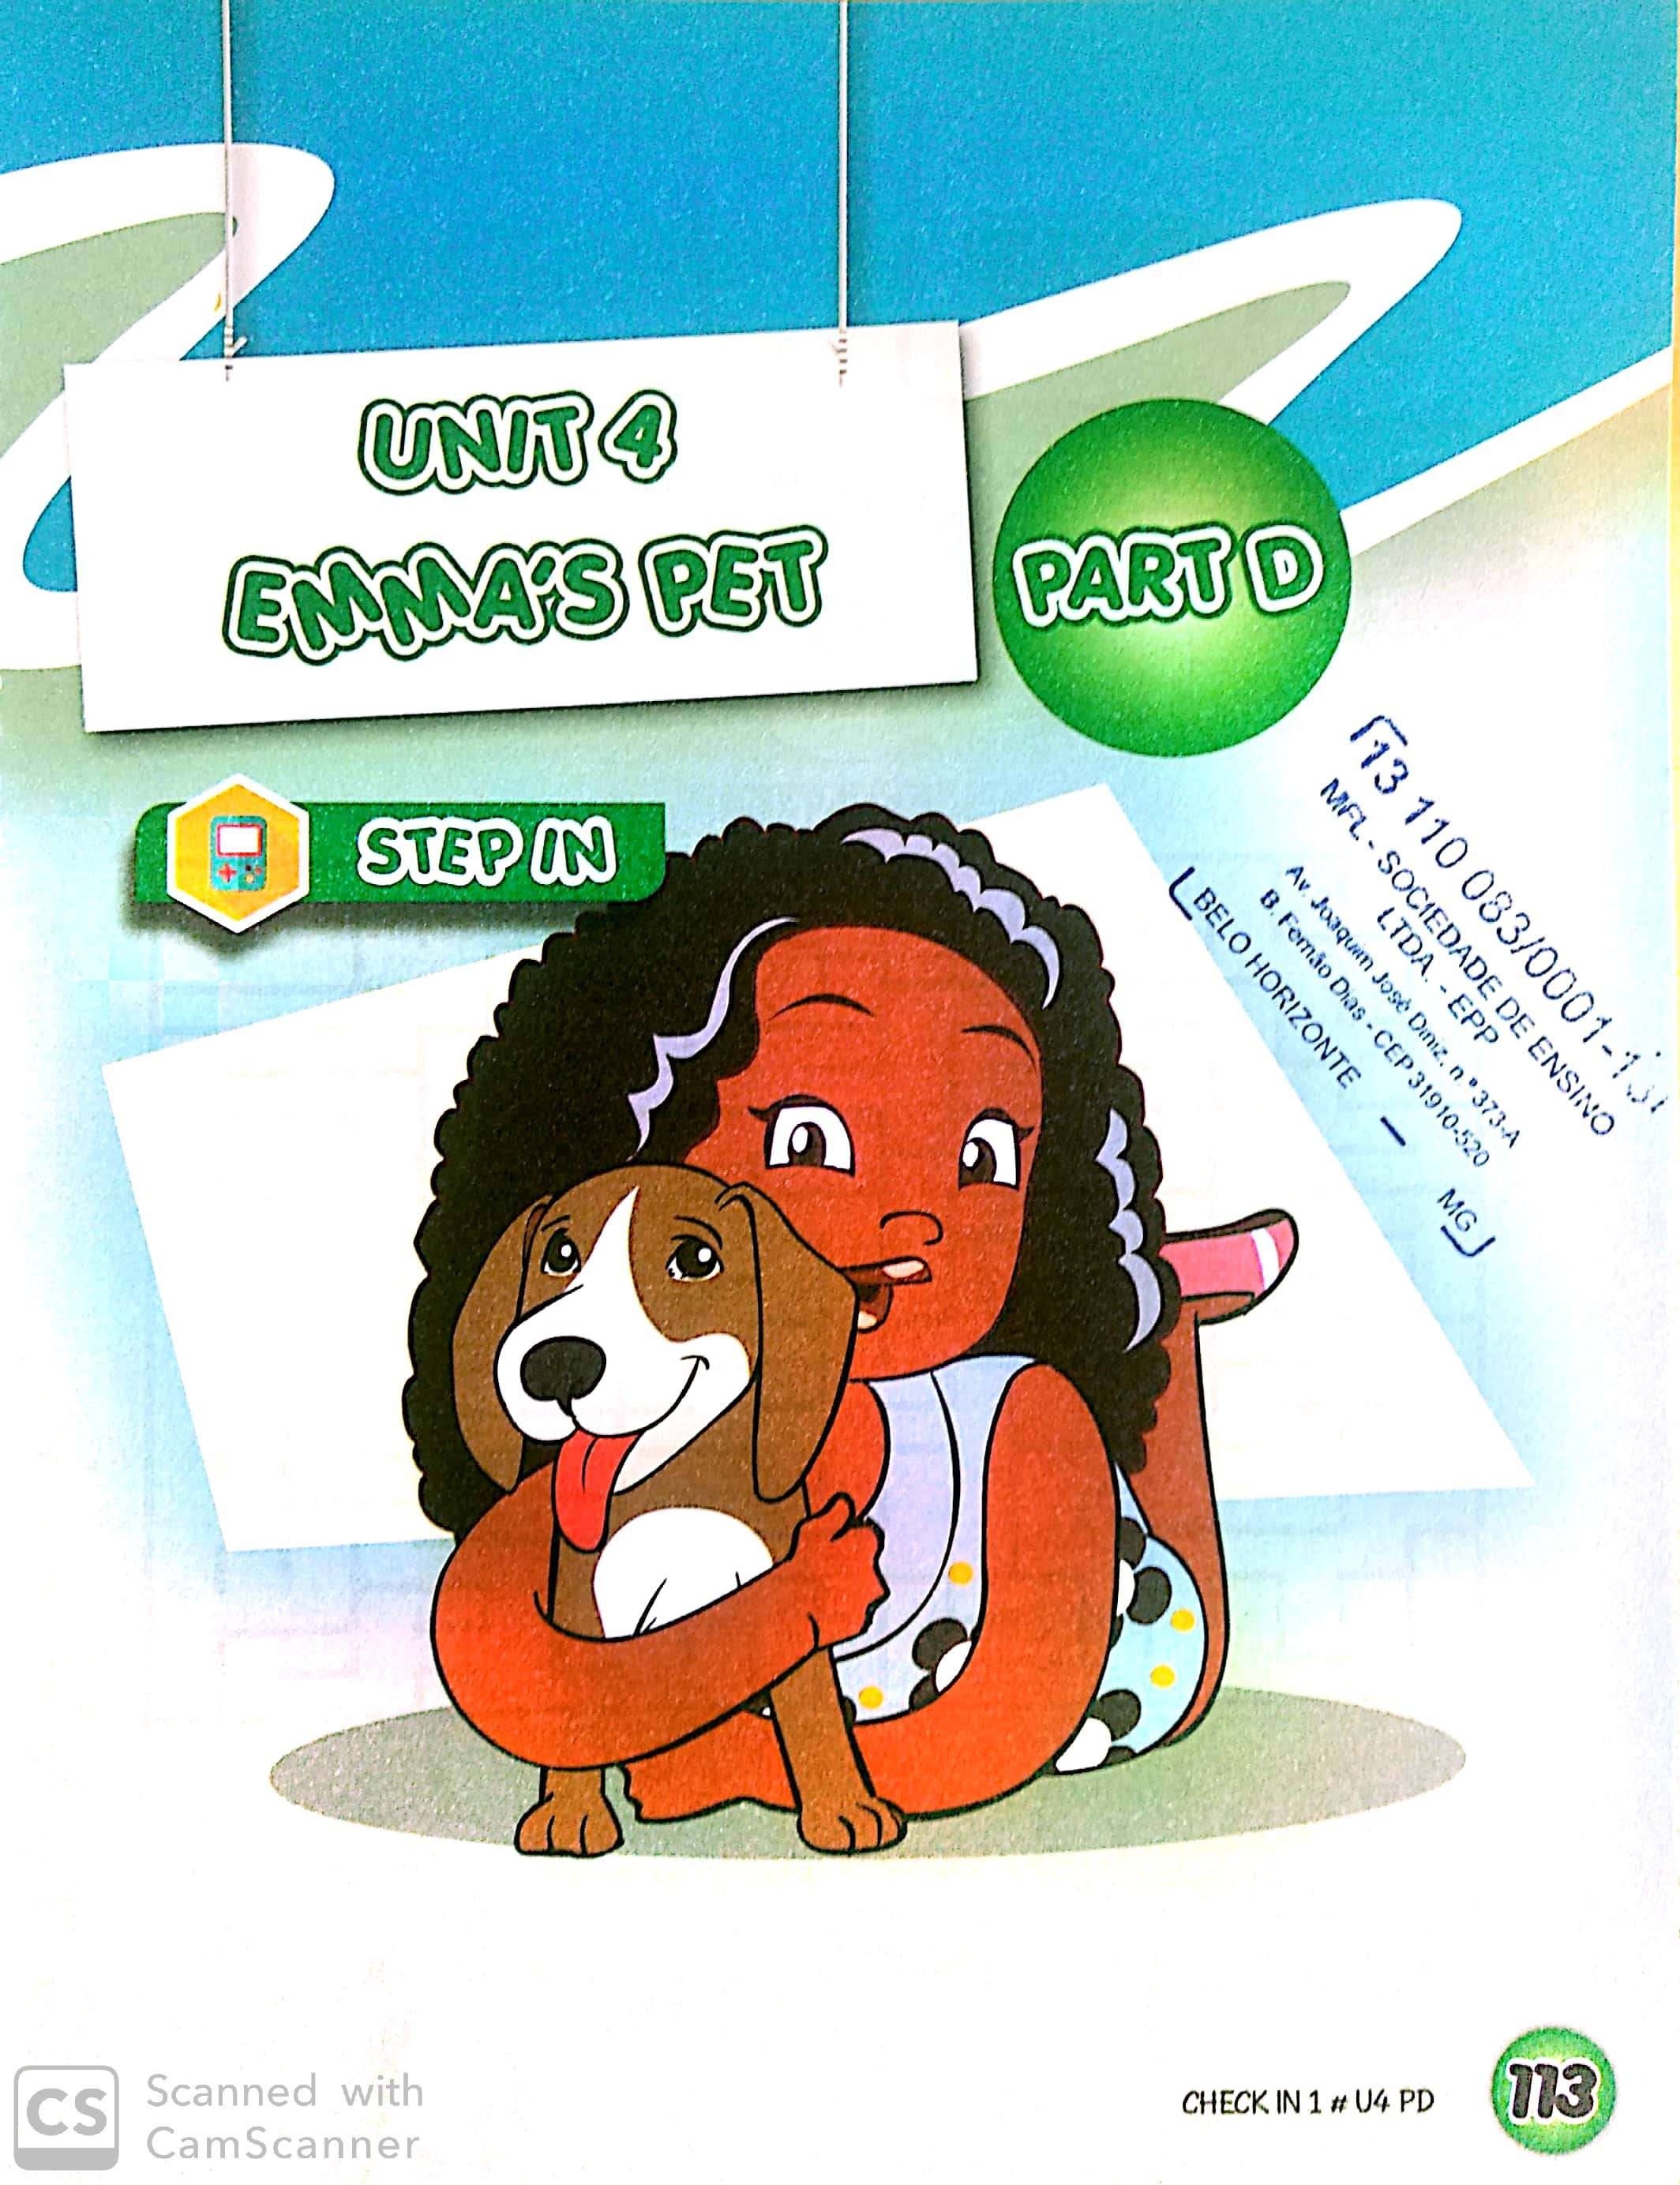 UNIT 4
EMMA'S PET
PART D
STEP IN
13 110 083/0001-
MFL - SOCIEDADE DE ENSINO
LTDA. - EPP
Av. Joaquim José Diniz, n.º 373-A
B. Fernão Dias - CEP 31910-520
BELO HORIZONTE - MG
CS
Scanned with
CamScanner
CHECK IN 1 # U4 PD
113